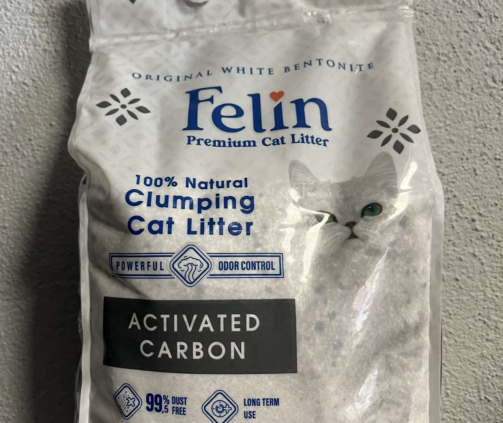 ORIGINAL WHITE BENTONITE
Felin
Premium Cat Litter
100% Natural
Clumping
Cat Litter
POWERFUL ODOR CONTROL
ACTIVATED
CARBON
99,5% DUST FREE
LONG TERM USE